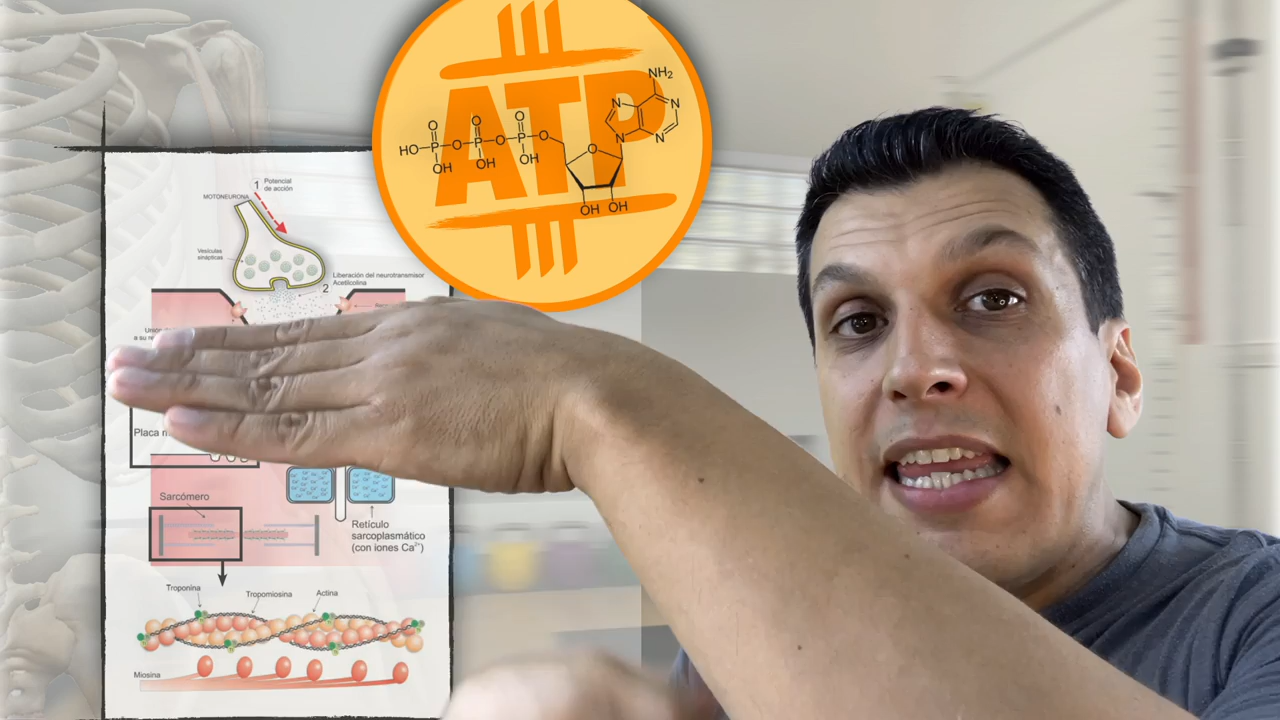 ATP
NH₂
N
N
N
N
O
O
O
HO
P
O
P
O
P
O
OH
OH
OH
O
OH
OH
1
Potencial
de acción
MOTONEURONA
Vesículas
sinápticas
2
Liberación del neurotransmisor
Acetilcolina
a su
Placa
Sarcómero
Retículo
sarcoplasmático
(con iones Ca²⁺)
Troponina
Tropomiosina
Actina
Miosina